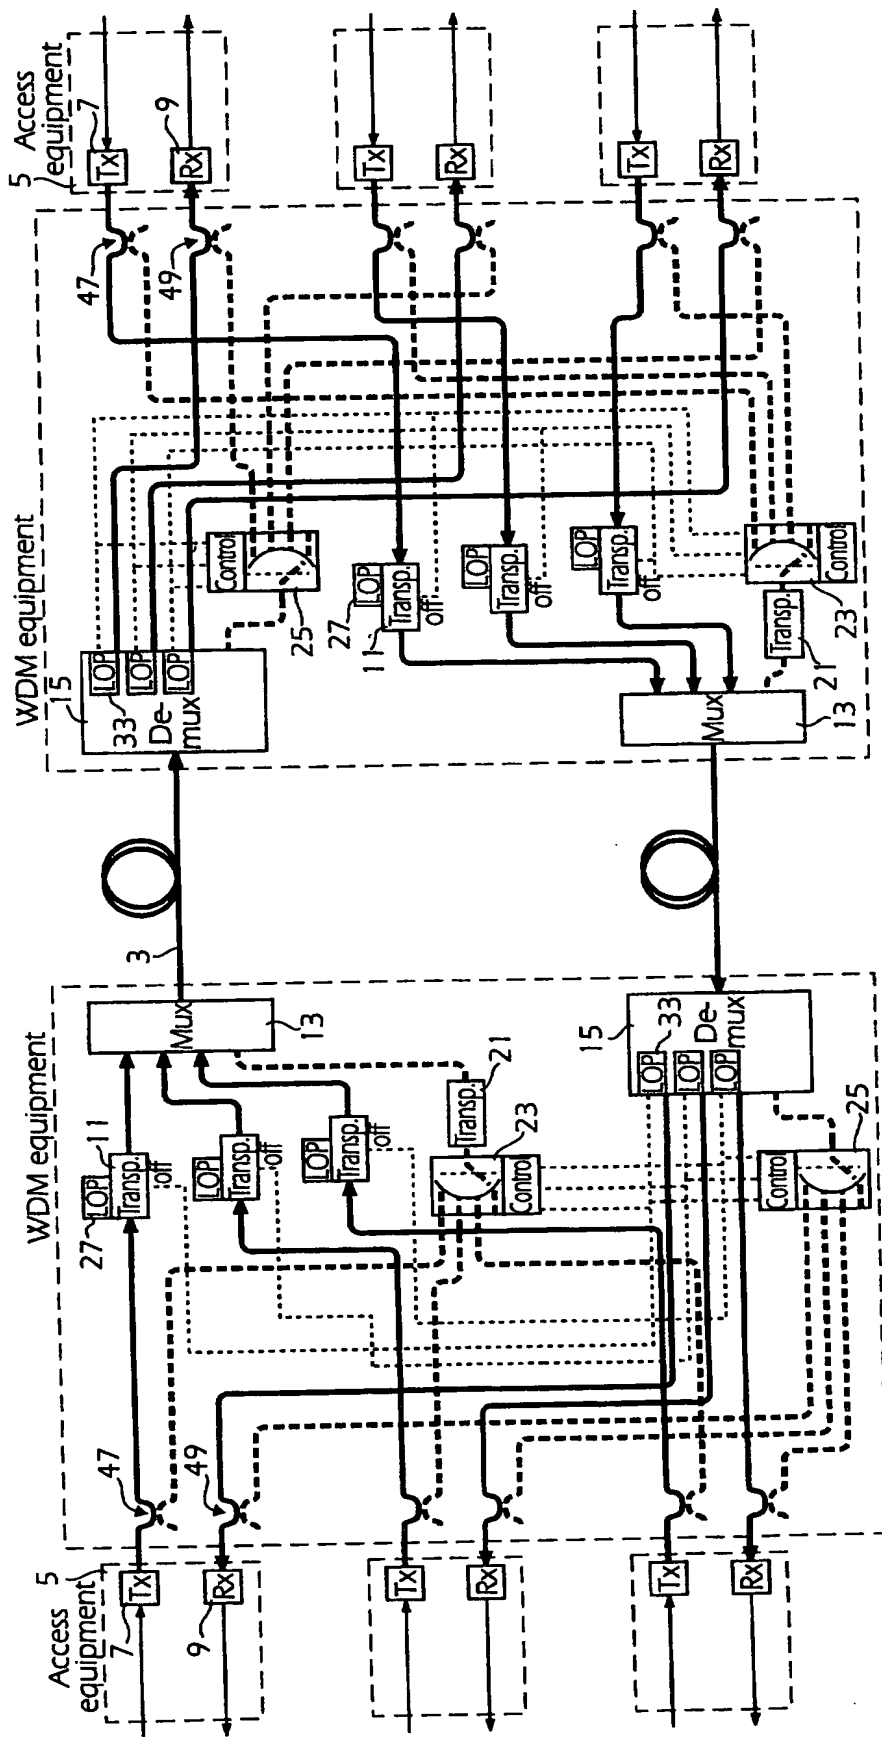 Access
equipment
5
7
Tx
9
Rx
Tx
Rx
Tx
Rx
WDM equipment
47
49
27
LOP
11
Transp.
off
LOP
Transp.
off
LOP
Transp.
off
Mux
13
Transp.
21
23
Control
15
LOP
33
LOP
De-
mux
LOP
Control
25
3
WDM equipment
15
LOP
33
LOP
De-
mux
LOP
Control
25
27
LOP
11
Transp.
off
LOP
Transp.
off
LOP
Transp.
off
Mux
13
Transp.
21
23
Control
47
49
Access
equipment
5
7
Tx
9
Rx
Tx
Rx
Tx
Rx